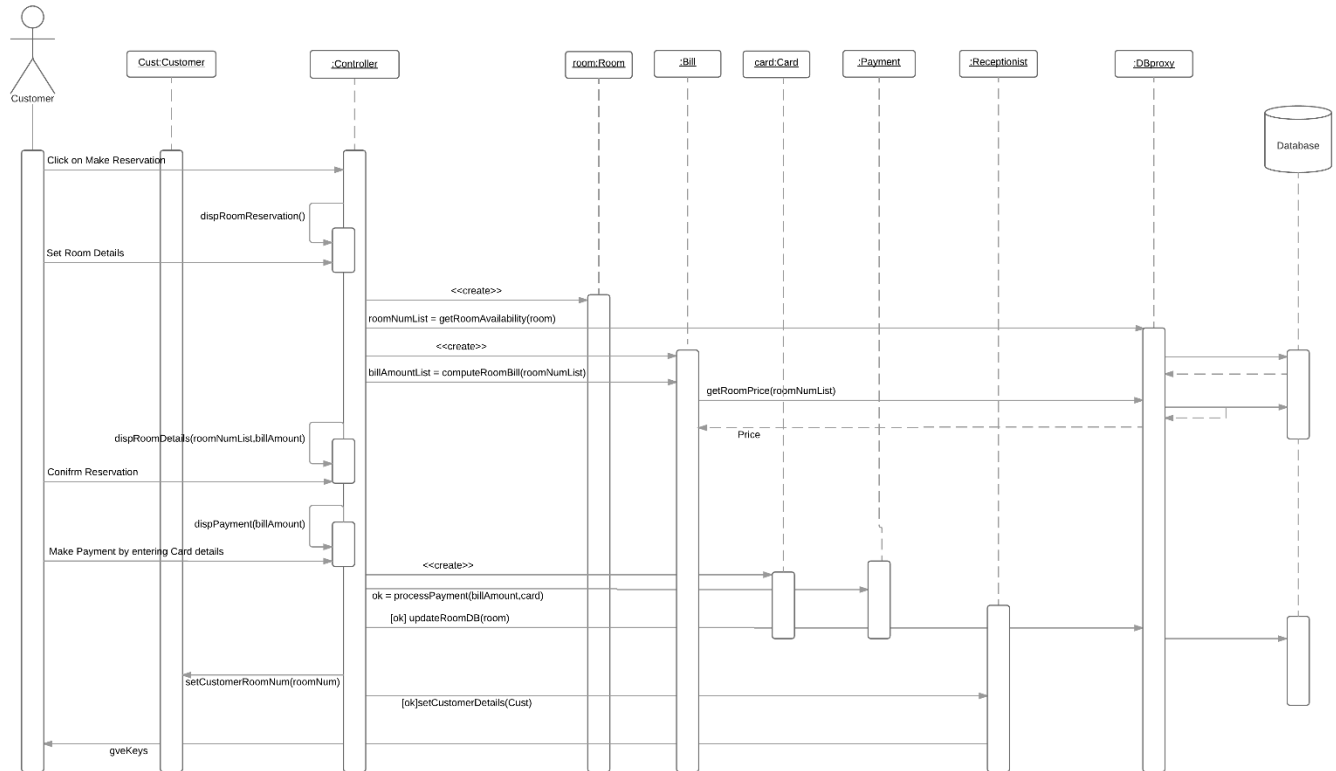 Customer
Cust:Customer
:Controller
room:Room
:Bill
card:Card
:Payment
:Receptionist
:DBproxy
Database
Click on Make Reservation
dispRoomReservation()
Set Room Details
<<create>>
roomNumList = getRoomAvailability(room)
<<create>>
billAmountList = computeRoomBill(roomNumList)
getRoomPrice(roomNumList)
Price
dispRoomDetails(roomNumList,billAmount)
Conifrm Reservation
dispPayment(billAmount)
Make Payment by entering Card details
<<create>>
ok = processPayment(billAmount,card)
[ok] updateRoomDB(room)
setCustomerRoomNum(roomNum)
[ok]setCustomerDetails(Cust)
gveKeys